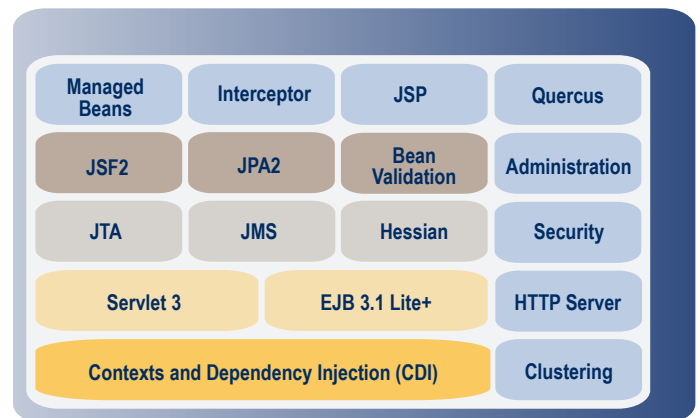 Managed
Beans
Interceptor
JSP
Quercus
JSF2
JPA2
Bean
Validation
Administration
JTA
JMS
Hessian
Security
Servlet 3
EJB 3.1 Lite+
HTTP Server
Contexts and Dependency Injection (CDI)
Clustering